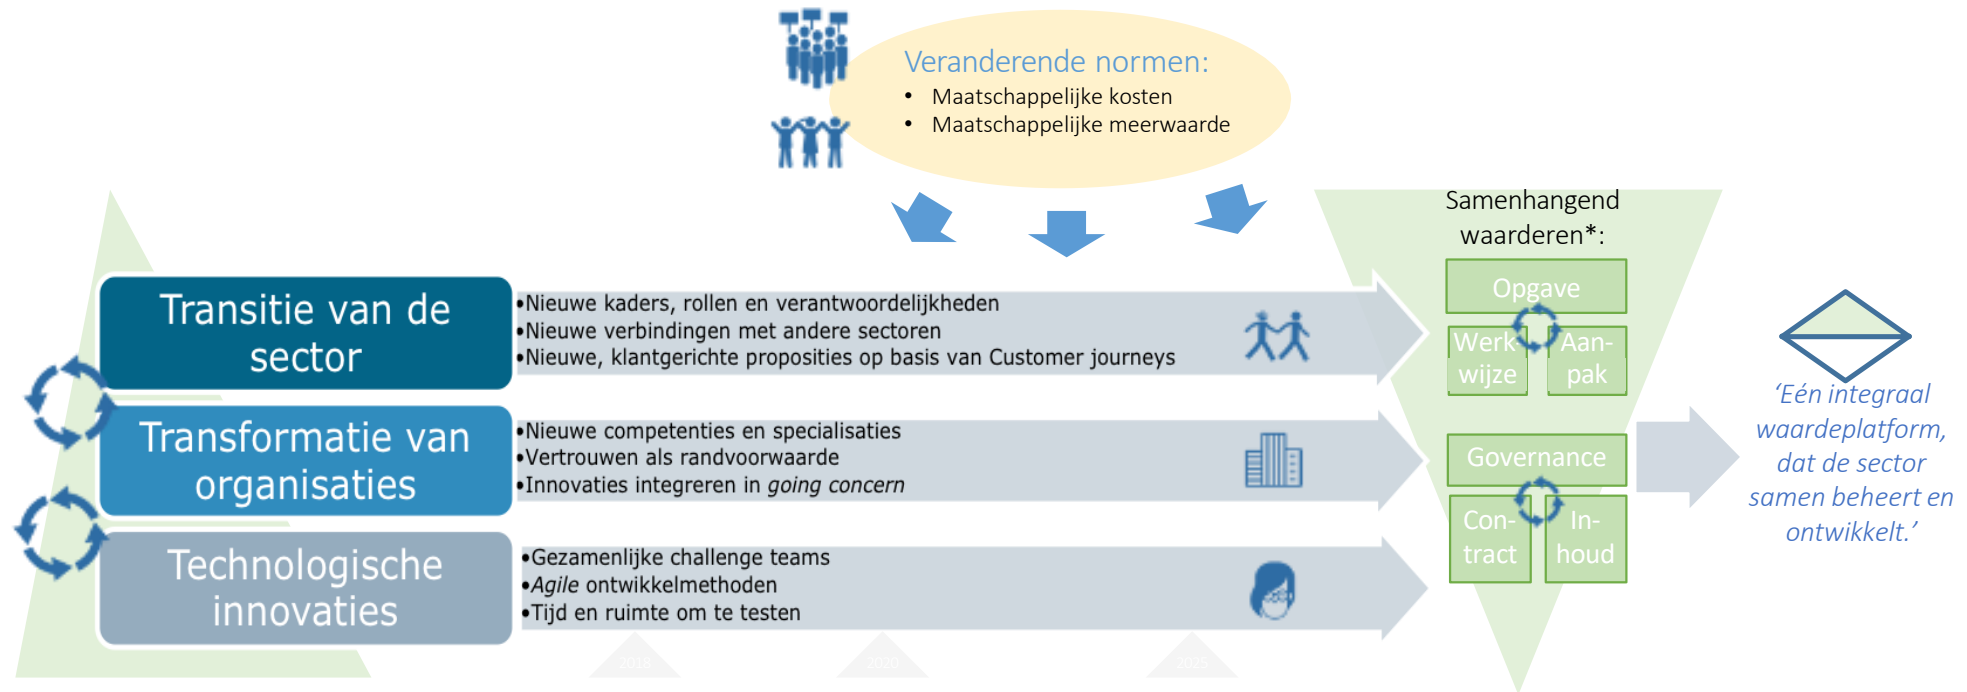 Veranderende normen:
• Maatschappelijke kosten
• Maatschappelijke meerwaarde
Transitie van de
sector
•Nieuwe kaders, rollen en verantwoordelijkheden
•Nieuwe verbindingen met andere sectoren
•Nieuwe, klantgerichte proposities op basis van Customer journeys
Transformatie van
organisaties
•Nieuwe competenties en specialisaties
•Vertrouwen als randvoorwaarde
•Innovaties integreren in going concern
Technologische
innovaties
•Gezamenlijke challenge teams
•Agile ontwikkelmethoden
•Tijd en ruimte om te testen
2018
2020
2025
Samenhangend
waarderen*:
Opgave
Werk-
wijze
Aan-
pak
Governance
Con-
tract
In-
houd
‘Eén integraal
waardeplatform,
dat de sector
samen beheert en
ontwikkelt.’